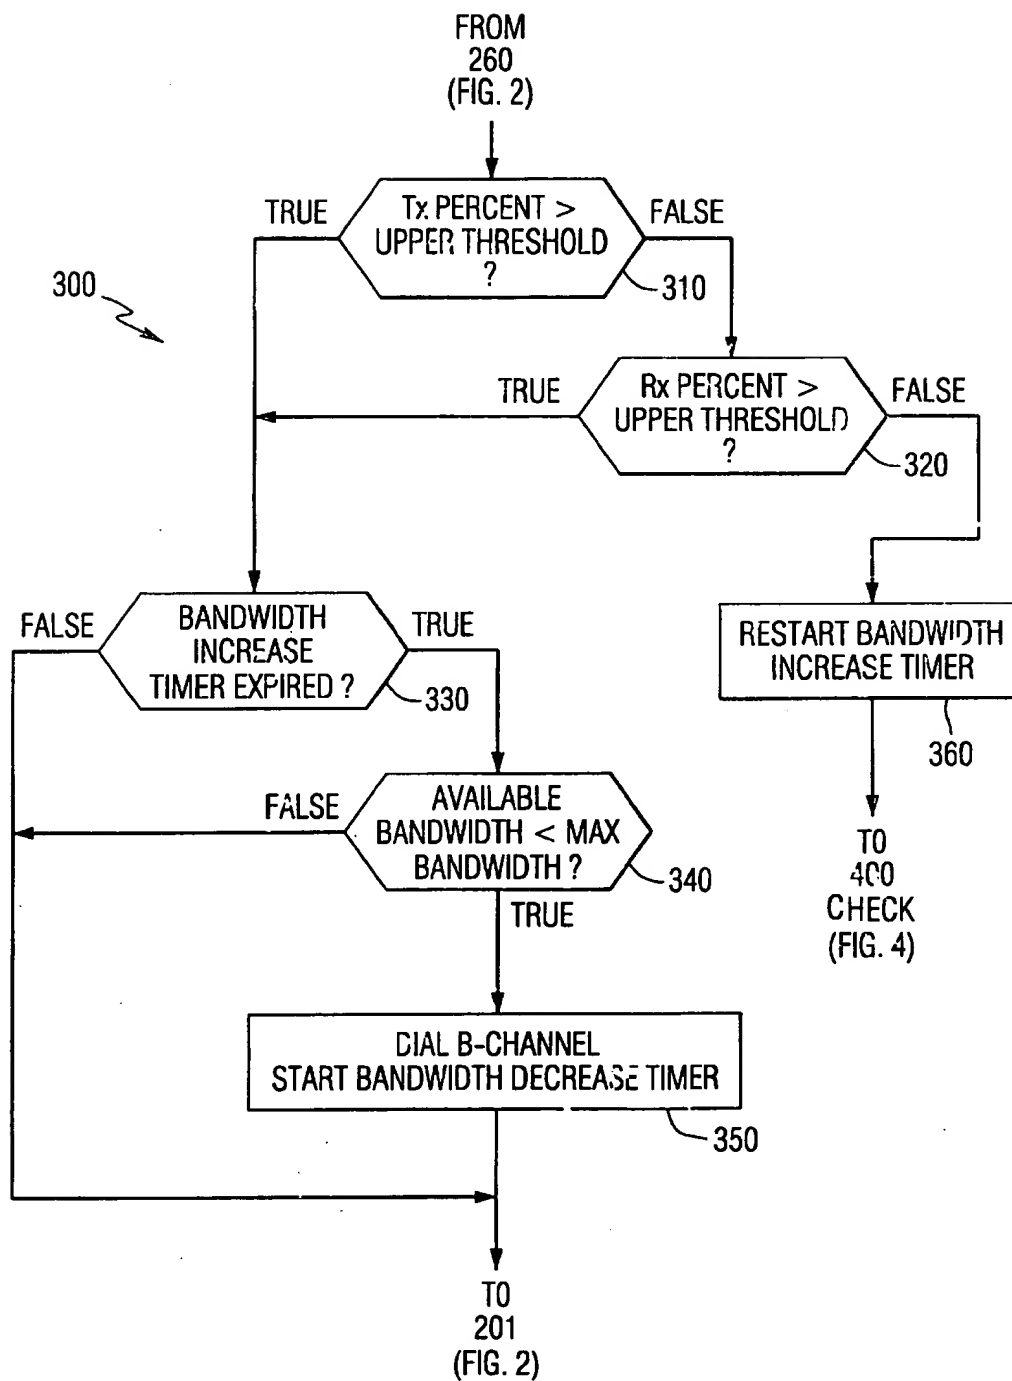 FROM
260
(FIG. 2)
TRUE
Tx PERCENT >
UPPER THRESHOLD
?
FALSE
310
300
TRUE
Rx PERCENT >
UPPER THRESHOLD
?
FALSE
320
FALSE
BANDWIDTH
INCREASE
TIMER EXPIRED ?
TRUE
330
RESTART BANDWIDTH
INCREASE TIMER
360
FALSE
AVAILABLE
BANDWIDTH < MAX
BANDWIDTH ?
340
TRUE
TO
400
CHECK
(FIG. 4)
DIAL B-CHANNEL
START BANDWIDTH DECREASE TIMER
350
TO
201
(FIG. 2)